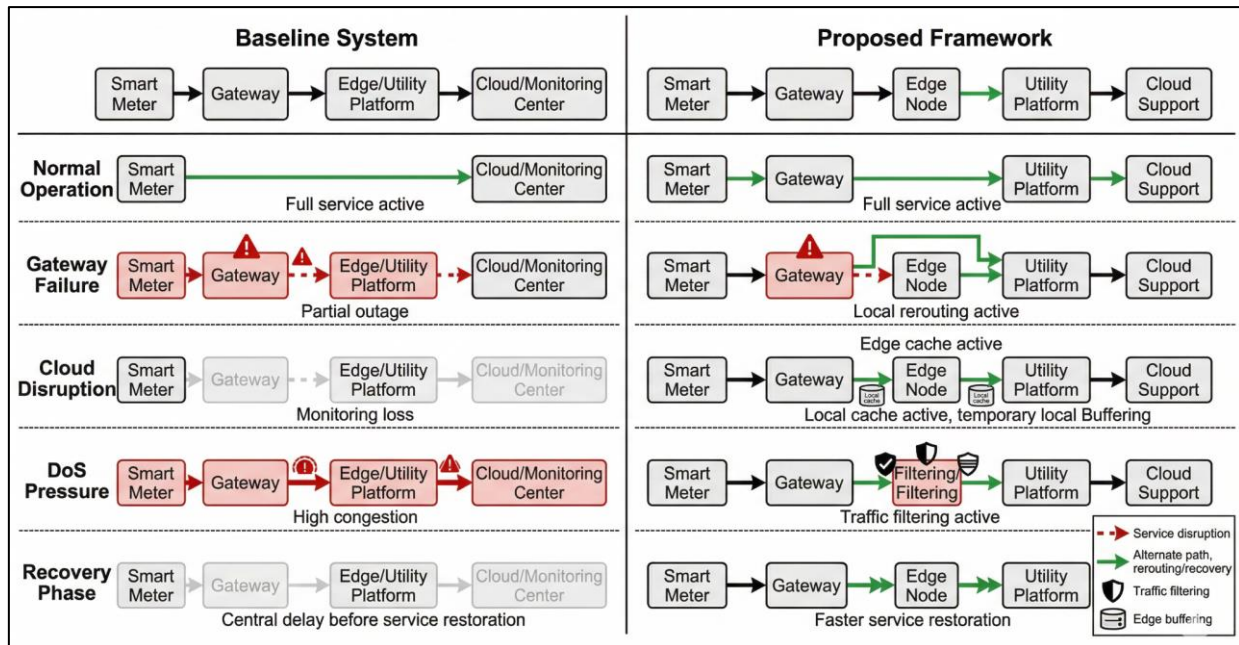 Baseline System
Proposed Framework
Smart
Meter
Gateway
Edge/Utility
Platform
Cloud/Monitoring
Center
Smart
Meter
Gateway
Edge
Node
Utility
Platform
Cloud
Support
Normal
Operation
Smart
Meter
Cloud/Monitoring
Center
Full service active
Smart
Meter
Gateway
Utility
Platform
Cloud
Support
Full service active
Gateway
Failure
Smart
Meter
Gateway
Edge/Utility
Platform
Cloud/Monitoring
Center
Partial outage
Smart
Meter
Gateway
Edge
Node
Utility
Platform
Cloud
Support
Local rerouting active
Cloud
Disruption
Smart
Meter
Gateway
Edge/Utility
Platform
Cloud/Monitoring
Center
Monitoring loss
Edge cache active
Smart
Meter
Gateway
Local
cache
Edge
Node
Local
cache
Utility
Platform
Cloud
Support
Local cache active, temporary local Buffering
DoS
Pressure
Smart
Meter
Gateway
Edge/Utility
Platform
Cloud/Monitoring
Center
High congestion
Smart
Meter
Gateway
Filtering/
Filtering
Utility
Platform
Cloud
Support
Traffic filtering active
Recovery
Phase
Smart
Meter
Gateway
Edge/Utility
Platform
Cloud/Monitoring
Center
Central delay before service restoration
Smart
Meter
Gateway
Edge
Node
Utility
Platform
Faster service restoration
Service disruption
Alternate path,
rerouting/recovery
Traffic filtering
Edge buffering